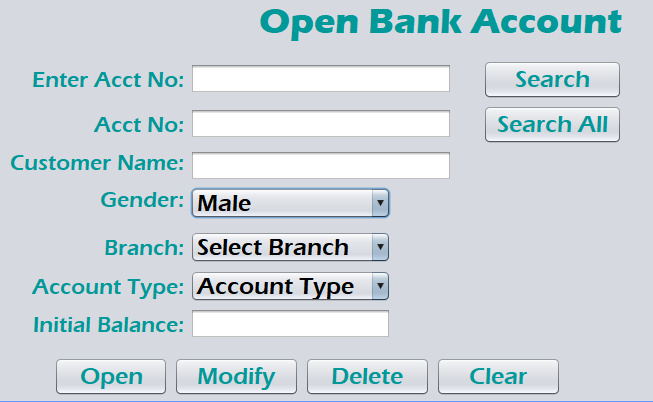 Open Bank Account
Enter Acct No: Search
Acct No: Search All
Customer Name:
Gender: Male
Branch: Select Branch
Account Type: Account Type
Initial Balance:
Open Modify Delete Clear